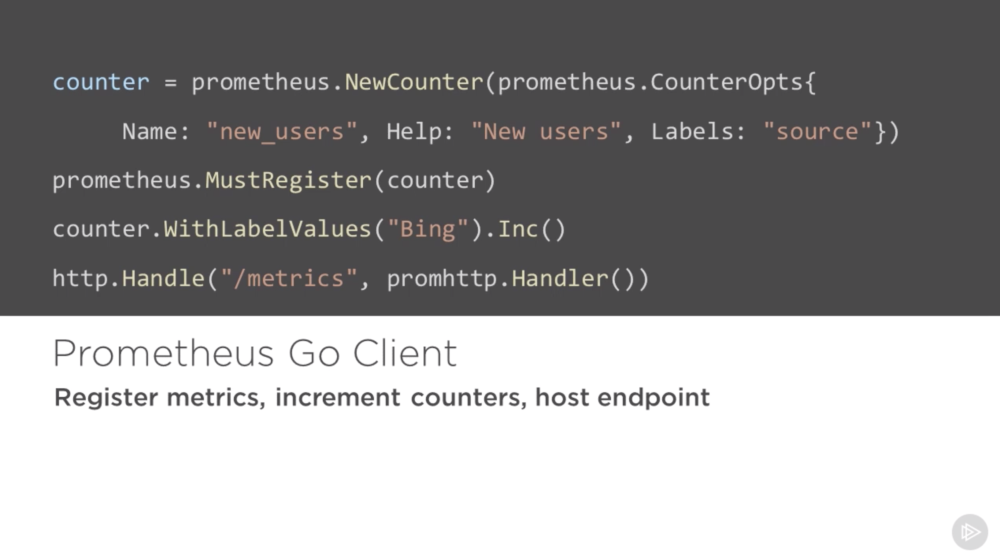 counter = prometheus.NewCounter(prometheus.CounterOpts{
Name: "new_users", Help: "New users", Labels: "source"})
prometheus.MustRegister(counter)
counter.WithLabelValues("Bing").Inc()
http.Handle("/metrics", promhttp.Handler())
Prometheus Go Client
Register metrics, increment counters, host endpoint